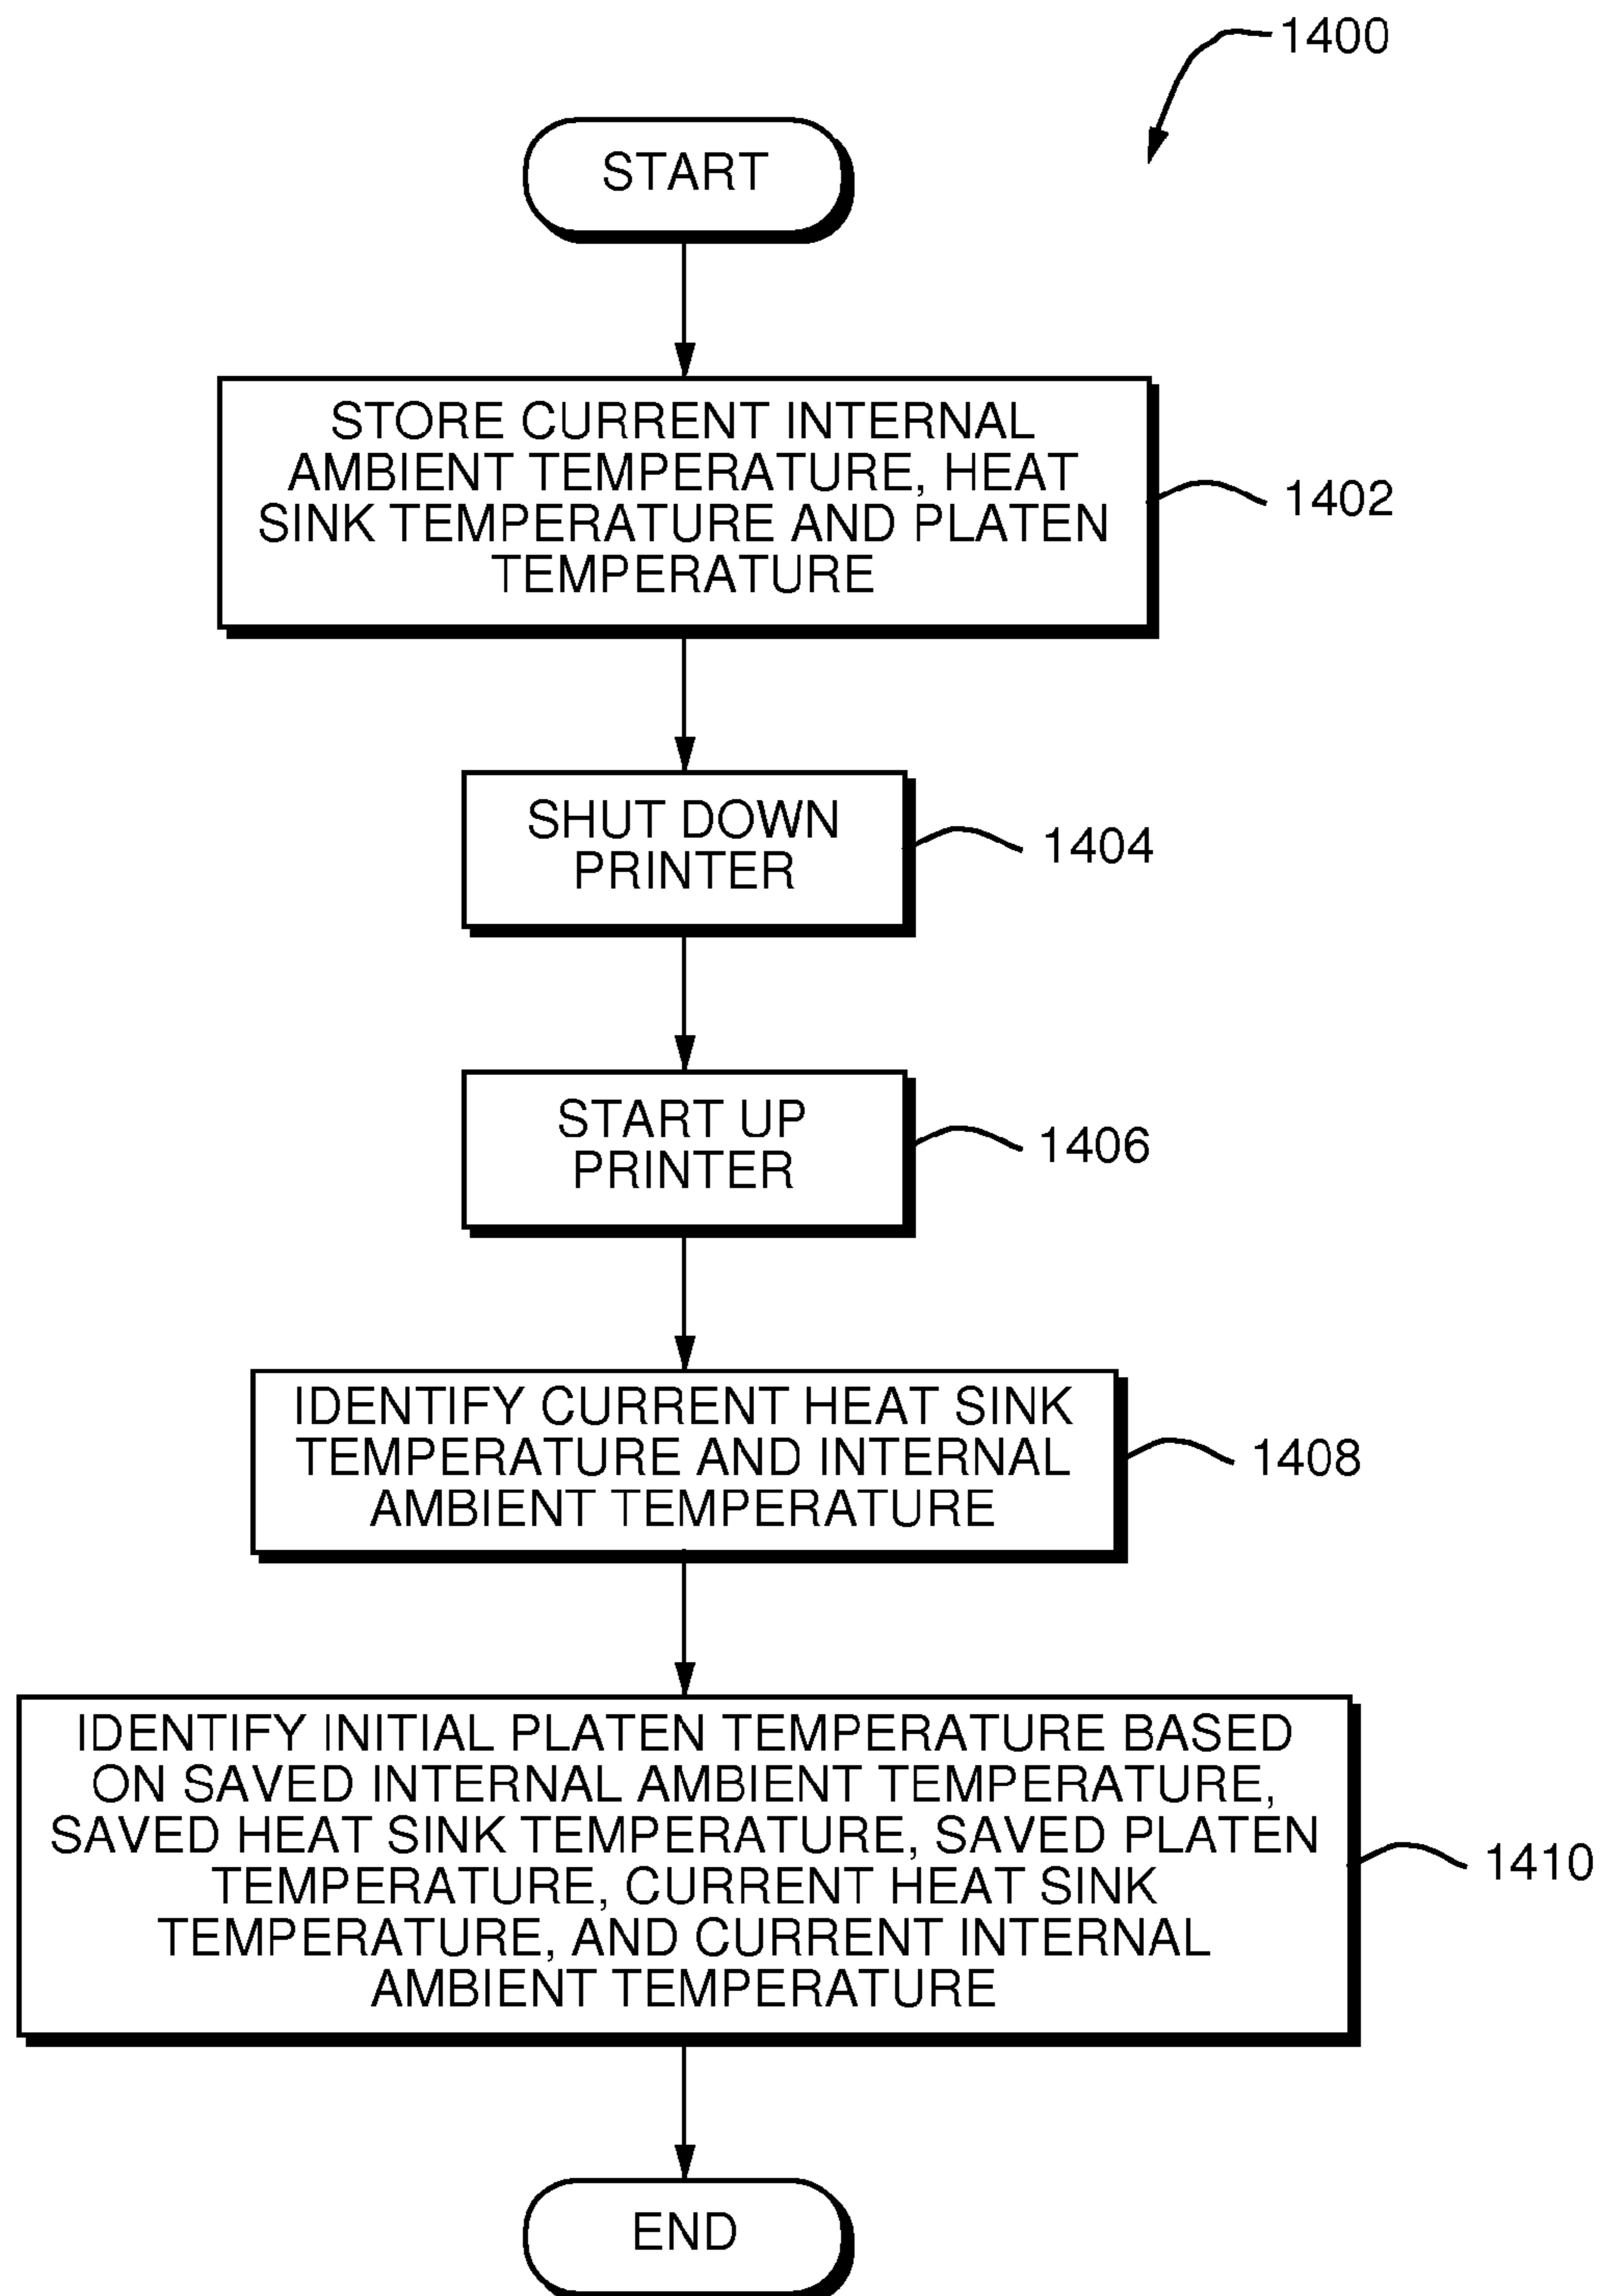 1400
START
STORE CURRENT INTERNAL
AMBIENT TEMPERATURE, HEAT
SINK TEMPERATURE AND PLATEN
TEMPERATURE
1402
SHUT DOWN
PRINTER
1404
START UP
PRINTER
1406
IDENTIFY CURRENT HEAT SINK
TEMPERATURE AND INTERNAL
AMBIENT TEMPERATURE
1408
IDENTIFY INITIAL PLATEN TEMPERATURE BASED
ON SAVED INTERNAL AMBIENT TEMPERATURE,
SAVED HEAT SINK TEMPERATURE, SAVED PLATEN
TEMPERATURE, CURRENT HEAT SINK
TEMPERATURE, AND CURRENT INTERNAL
AMBIENT TEMPERATURE
1410
END